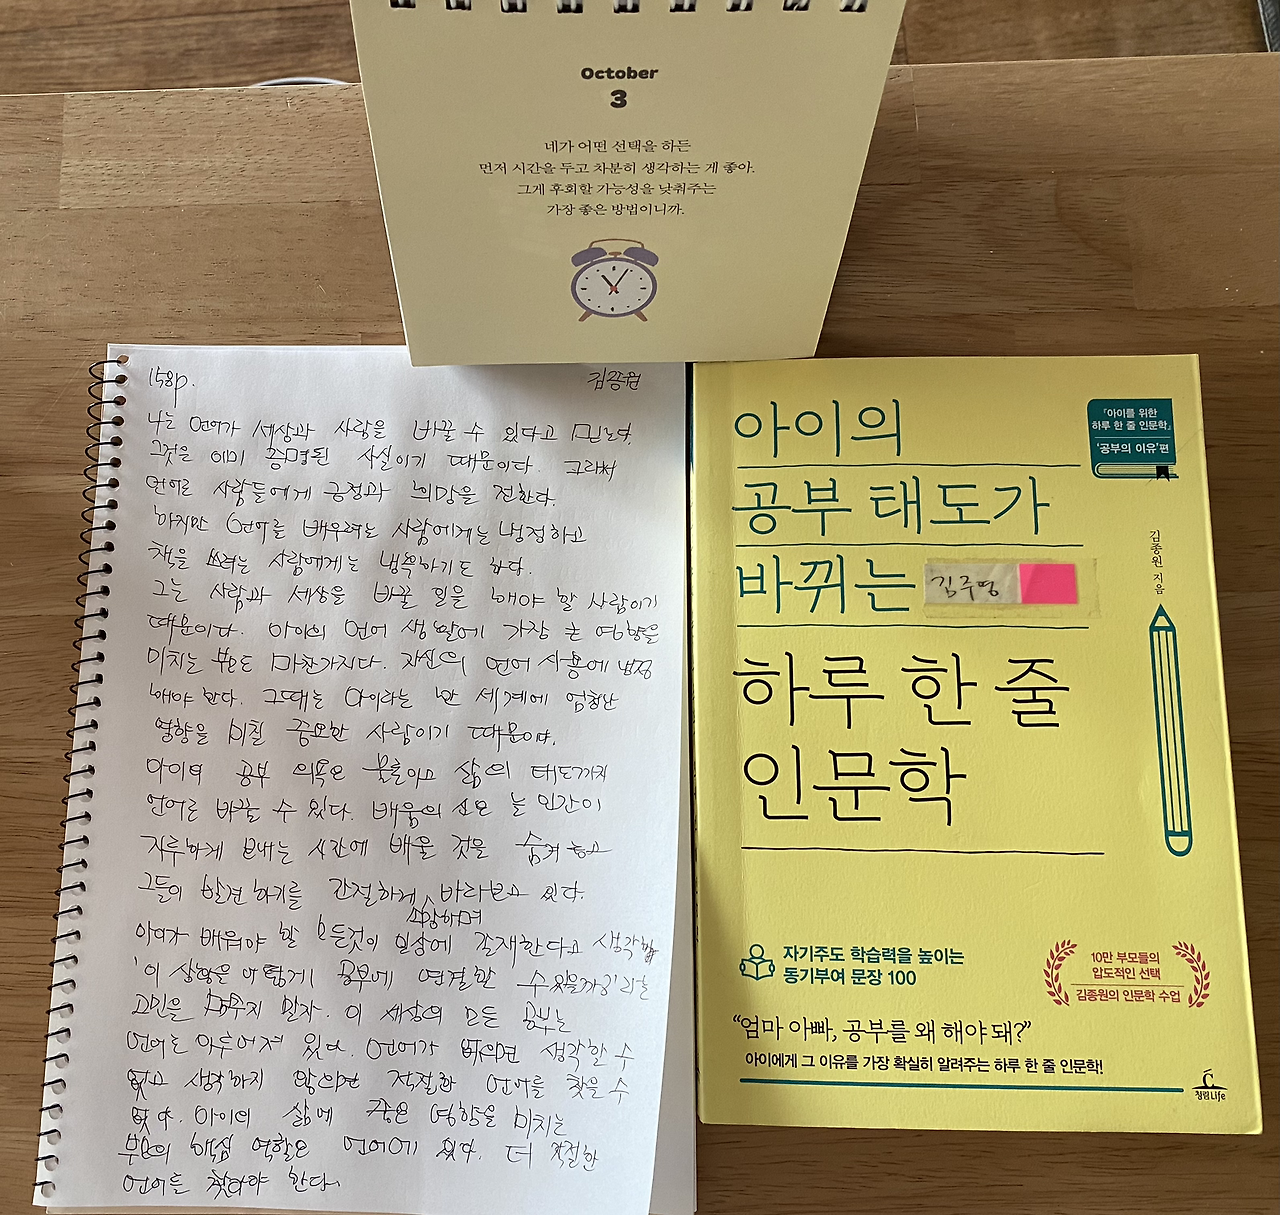 October
3
네가 어떤 선택을 하든
먼저 시간을 두고 차분히 생각하는 게 좋아.
그게 후회할 가능성을 낮춰주는
가장 좋은 방법이니까.
158p. 김종원
나는 언어가 세상과 사람을 바꿀 수 있다고 믿는다.
그것은 이미 증명된 사실이기 때문이다. 그래서
언어로 사람들에게 긍정과 희망을 전한다.
하지만 언어를 배우려는 사람에게는 냉정하고
책을 쓰려는 사람에게는 냉혹하기도 하다.
그는 사람과 세상을 바꿀 일을 해야 할 사람이기
때문이다. 아이의 언어 생활에 가장 큰 영향을
미치는 부모도 마찬가지다. 자신의 언어 사용에 냉정
해야 한다. 그때는 아이라는 한 세계에 엄청난
영향을 미칠 중요한 사람이기 때문이다.
아이의 공부 의욕은 물론이고 삶의 태도까지
언어로 바꿀 수 있다. 배움의 신은 늘 인간이
지루하게 보내는 시간에 배울 것을 숨겨 놓고
그들이 발견하기를 간절하게 바라보고 있다.
소망하며
아이가 배워야 할 모든것이 일상에 존재한다고 생각하며
'이 상황을 어떻게 공부에 연결할 수있을까?'라는
고민을 멈추지 말자. 이 세상의 모든 공부는
언어로 이루어져 있다. 언어가 없으면 생각할 수
없고 생각하지 않으면 적절한 언어를 찾을 수
없다. 아이의 삶에 좋은 영향을 미치는
부모의 핵심 역할은 언어에 있다. 더 적절한
언어를 찾아야 한다.
아이의
공부 태도가
바뀌는 김주영
하루 한 줄
인문학
『아이를 위한
하루 한 줄 인문학』
'공부의 이유'편
김종원 지음
자기주도 학습력을 높이는
동기부여 문장 100
10만 부모들의
압도적인 선택
김종원의 인문학 수업
"엄마 아빠, 공부를 왜 해야 돼?"
아이에게 그 이유를 가장 확실히 알려주는 하루 한 줄 인문학!
청림Life